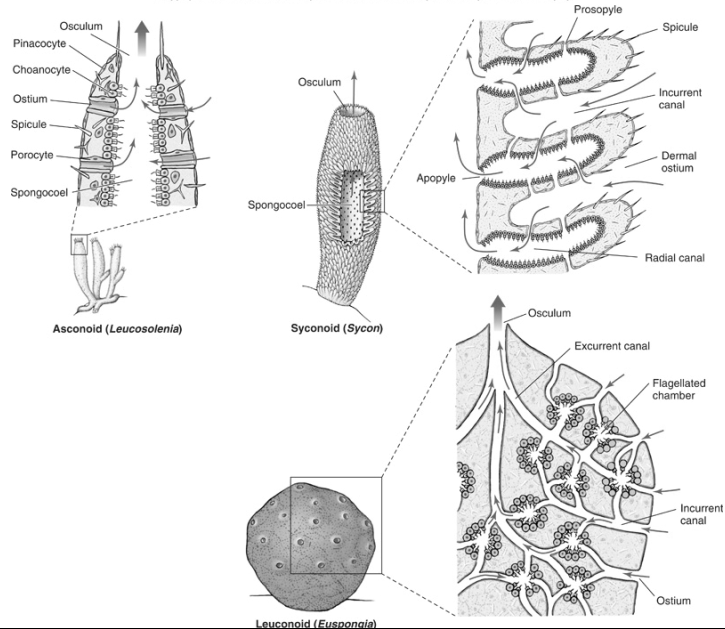 Osculum
Pinacocyte
Choanocyte
Ostium
Spicule
Porocyte
Spongocoel
Asconoid (Leucosolenia)
Osculum
Spongocoel
Syconoid (Sycon)
Prosopyle
Spicule
Incurrent
canal
Dermal
ostium
Apopyle
Radial canal
Osculum
Excurrent canal
Flagellated
chamber
Incurrent
canal
Ostium
Leuconoid (Euspongia)